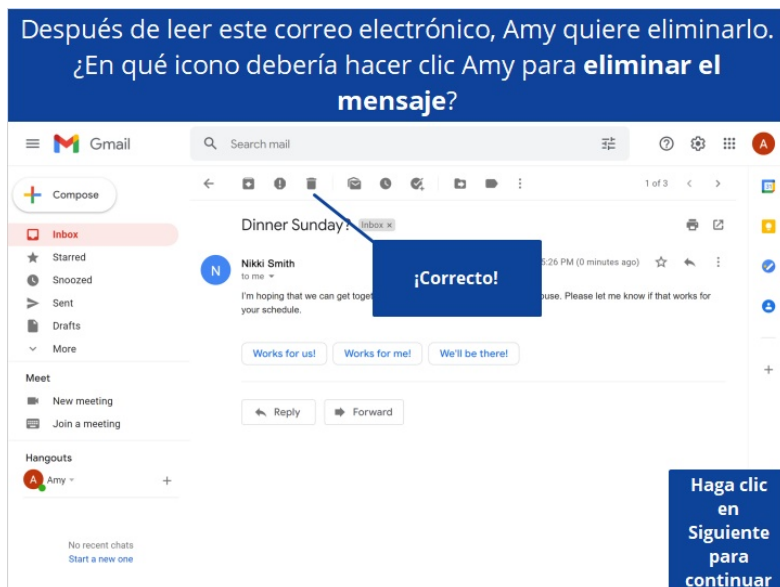 Después de leer este correo electrónico, Amy quiere eliminarlo.
¿En qué icono debería hacer clic Amy para eliminar el
mensaje?
Gmail
Search mail
A
Compose
1 of 3
Inbox
Starred
Snoozed
Sent
Drafts
More
Dinner Sunday? Inbox x
N
Nikki Smith
5:26 PM (0 minutes ago)
to me
¡Correcto!
I'm hoping that we can get
Please let me know if that works for
your schedule.
Works for us!
Works for me!
We'll be there!
Reply
Forward
Meet
New meeting
Join a meeting
Hangouts
A
Amy
No recent chats
Start a new one
Haga clic
en
Siguiente
para
continuar